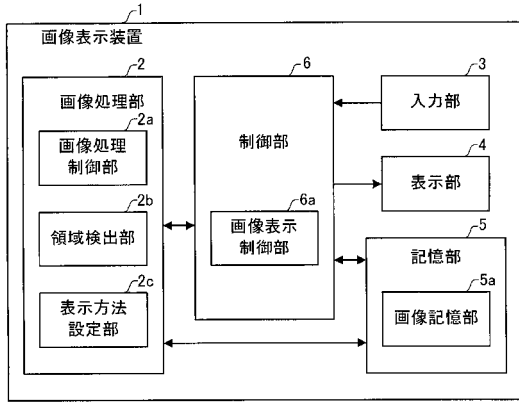 1
画像表示装置
2
画像処理部
2a
画像処理
制御部
2b
領域検出部
2c
表示方法
設定部
6
制御部
6a
画像表示
制御部
3
入力部
4
表示部
5
記憶部
5a
画像記憶部